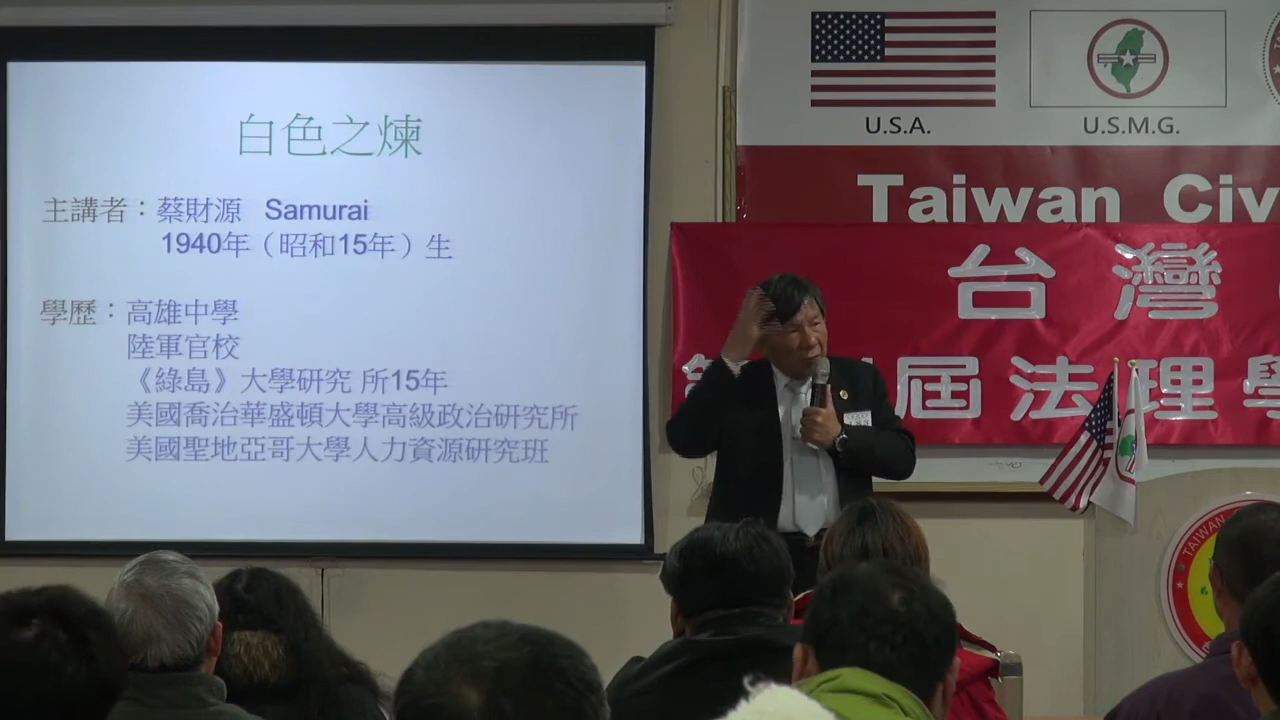 白色之煉
主講者：蔡財源 Samurai
1940年（昭和15年）生
學歷：高雄中學
陸軍官校
《綠島》大學研究 所15年
美國喬治華盛頓大學高級政治研究所
美國聖地亞哥大學人力資源研究班
U.S.A.
U.S.M.G.
Taiwan Civ
台灣
屆法理學
TAIWAN